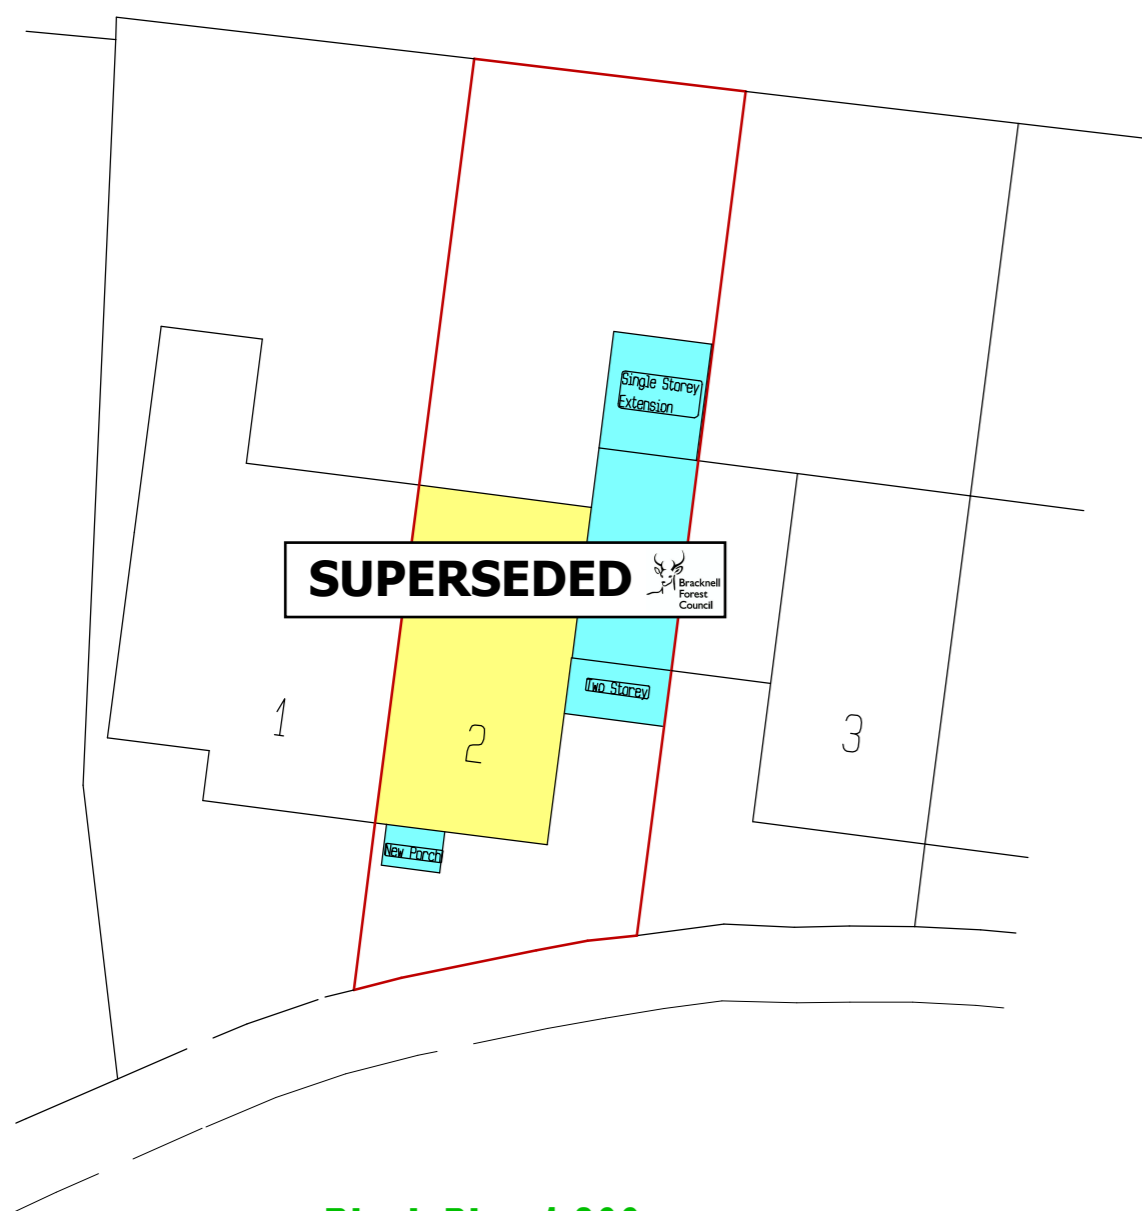 Single Storey
Extension
SUPERSEDED
Bracknell
Forest
Council
Two Storey
1
2
3
New Porch